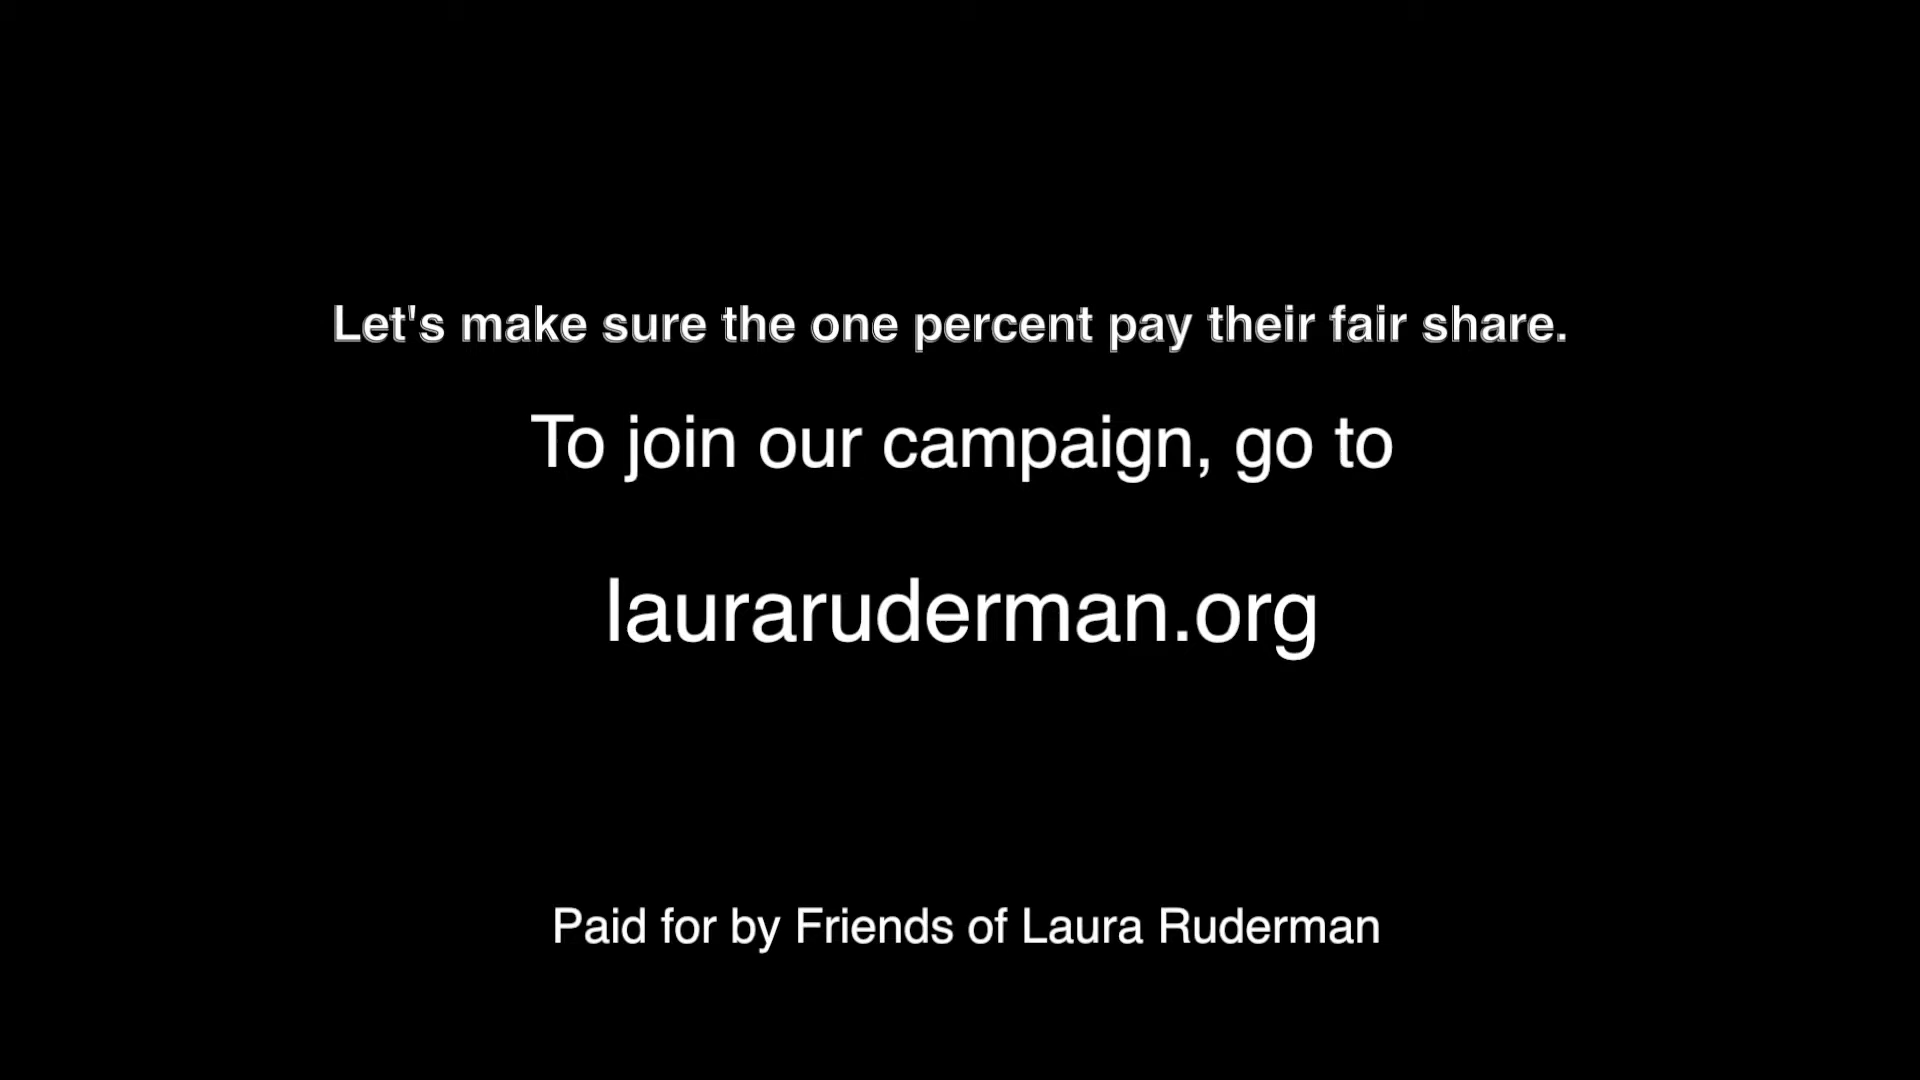 Let's make sure the one percent pay their fair share.
To join our campaign, go to
lauraruderman.org
Paid for by Friends of Laura Ruderman